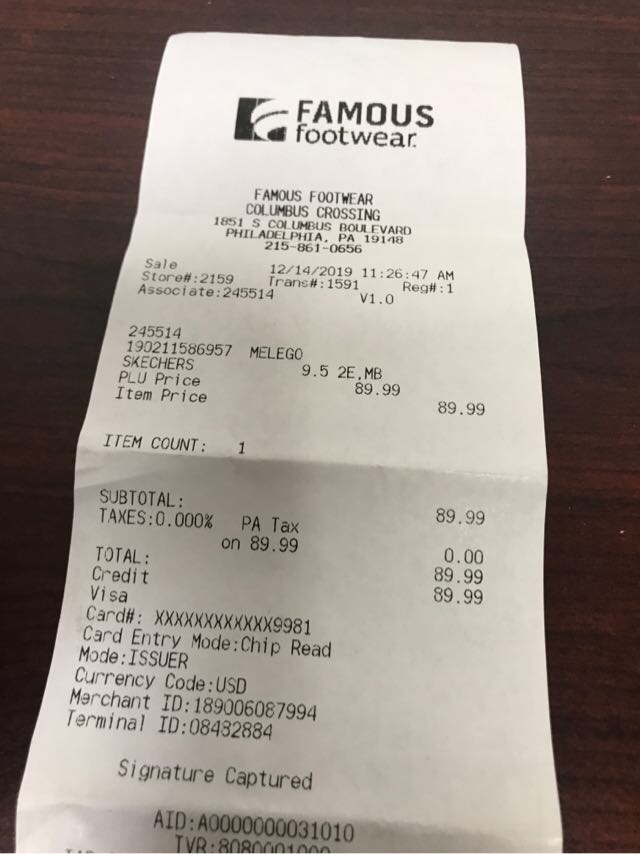 FAMOUS
footwear.
FAMOUS FOOTWEAR
COLUMBUS CROSSING
1851 S COLUMBUS BOULEVARD
PHILADELPHIA, PA 19148
215-861-0656
Sale 12/14/2019 11:26:47 AM
Store#:2159 Trans#:1591 Reg#:1
Associate:245514 V1.0
245514
190211586957 MELEGO
SKECHERS 9.5 2E,MB
PLU Price 89.99
Item Price 89.99
ITEM COUNT: 1
SUBTOTAL: 89.99
TAXES:0.000% PA Tax
on 89.99 0.00
TOTAL: 89.99
Credit 89.99
Visa
Card#: XXXXXXXXXXXX9981
Card Entry Mode:Chip Read
Mode:ISSUER
Currency Code:USD
Merchant ID:189006087994
Terminal ID:08432884
Signature Captured
AID:A0000000031010
TVR:8080001000